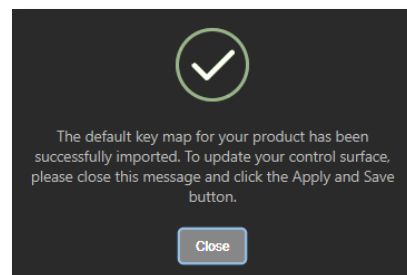 The default key map for your product has been
successfully imported. To update your control surface,
please close this message and click the Apply and Save
button.
Close